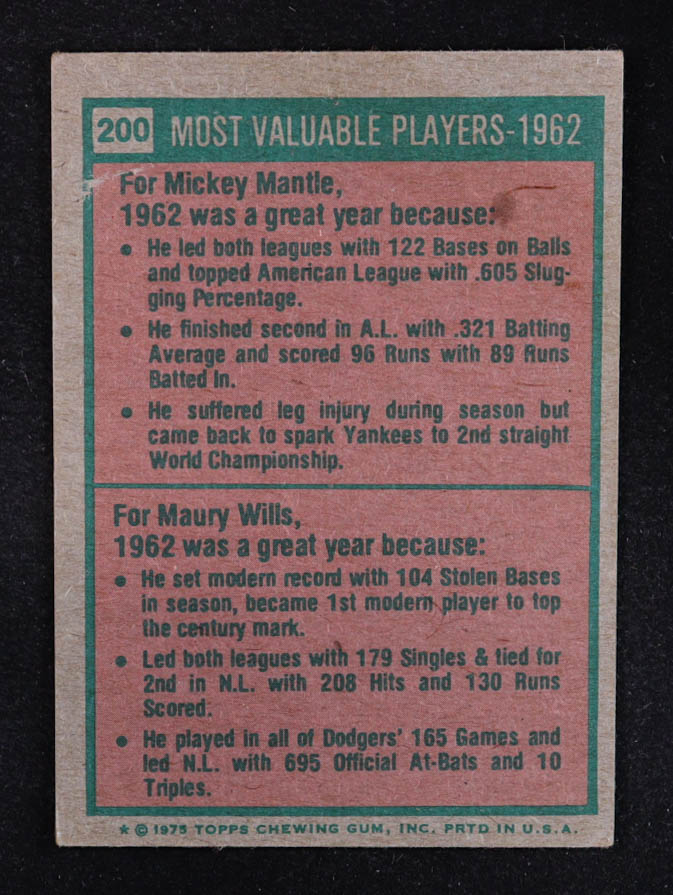 200 MOST VALUABLE PLAYERS-1962
For Mickey Mantle,
1962 was a great year because:
• He led both leagues with 122 Bases on Balls
and topped American League with .605 Slug-
ging Percentage.
• He finished second in A.L. with .321 Batting
Average and scored 96 Runs with 89 Runs
Batted In.
• He suffered leg injury during season but
came back to spark Yankees to 2nd straight
World Championship.
For Maury Wills,
1962 was a great year because:
• He set modern record with 104 Stolen Bases
in season, became 1st modern player to top
the century mark.
• Led both leagues with 179 Singles & tied for
2nd in N.L. with 208 Hits and 130 Runs
Scored.
• He played in all of Dodgers' 165 Games and
led N.L. with 695 Official At-Bats and 10
Triples.
★ © 1975 TOPPS CHEWING GUM, INC. PRTD IN U.S.A.